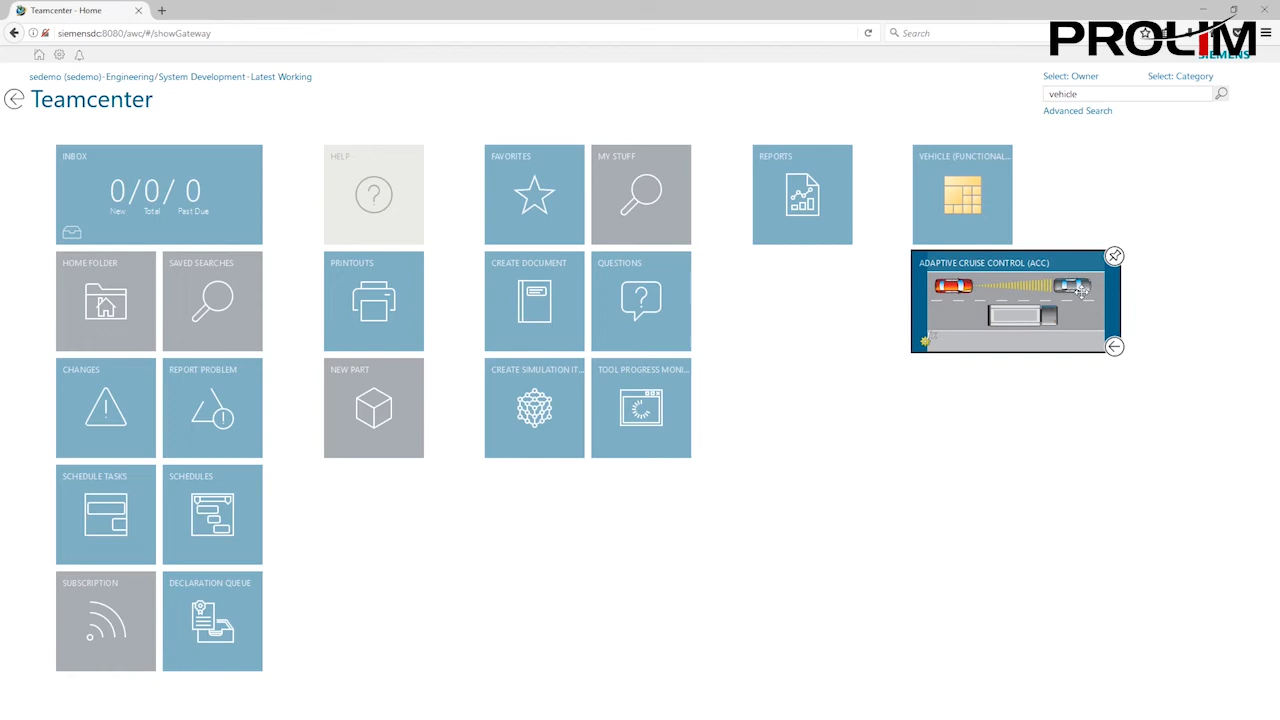 Teamcenter - Home
siemensdc:8080/awc/#/showGateway
Search
PROLIM
SIEMENS
sedemo (sedemo) - Engineering/System Development - Latest Working
Teamcenter
Select: Owner
Select: Category
vehicle
Advanced Search
INBOX
0/0/ 0
New Total Past Due
HELP
FAVORITES
MY STUFF
REPORTS
VEHICLE (FUNCTIONAL...
HOME FOLDER
SAVED SEARCHES
PRINTOUTS
CREATE DOCUMENT
QUESTIONS
ADAPTIVE CRUISE CONTROL (ACC)
CHANGES
REPORT PROBLEM
NEW PART
CREATE SIMULATION IT...
TOOL PROGRESS MONI...
SCHEDULE TASKS
SCHEDULES
SUBSCRIPTION
DECLARATION QUEUE